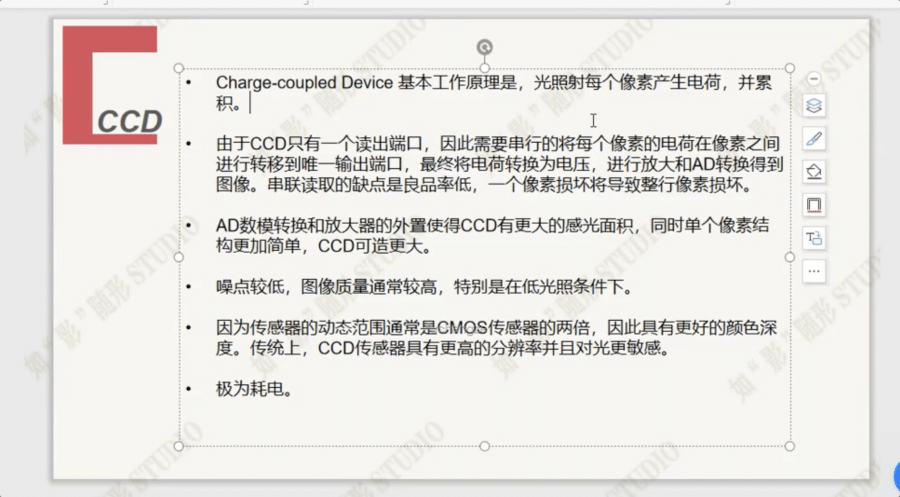 CCD
• Charge-coupled Device 基本工作原理是，光照射每个像素产生电荷，并累
积。
• 由于CCD只有一个读出端口，因此需要串行的将每个像素的电荷在像素之间
进行转移到唯一输出端口，最终将电荷转换为电压，进行放大和AD转换得到
图像。串联读取的缺点是良品率低，一个像素损坏将导致整行像素损坏。
• AD数模转换和放大器的外置使得CCD有更大的感光面积，同时单个像素结
构更加简单，CCD可造更大。
• 噪点较低，图像质量通常较高，特别是在低光照条件下。
• 因为传感器的动态范围通常是CMOS传感器的两倍，因此具有更好的颜色深
度。传统上，CCD传感器具有更高的分辨率并且对光更敏感。
• 极为耗电。
如“影”随形 STUDIO